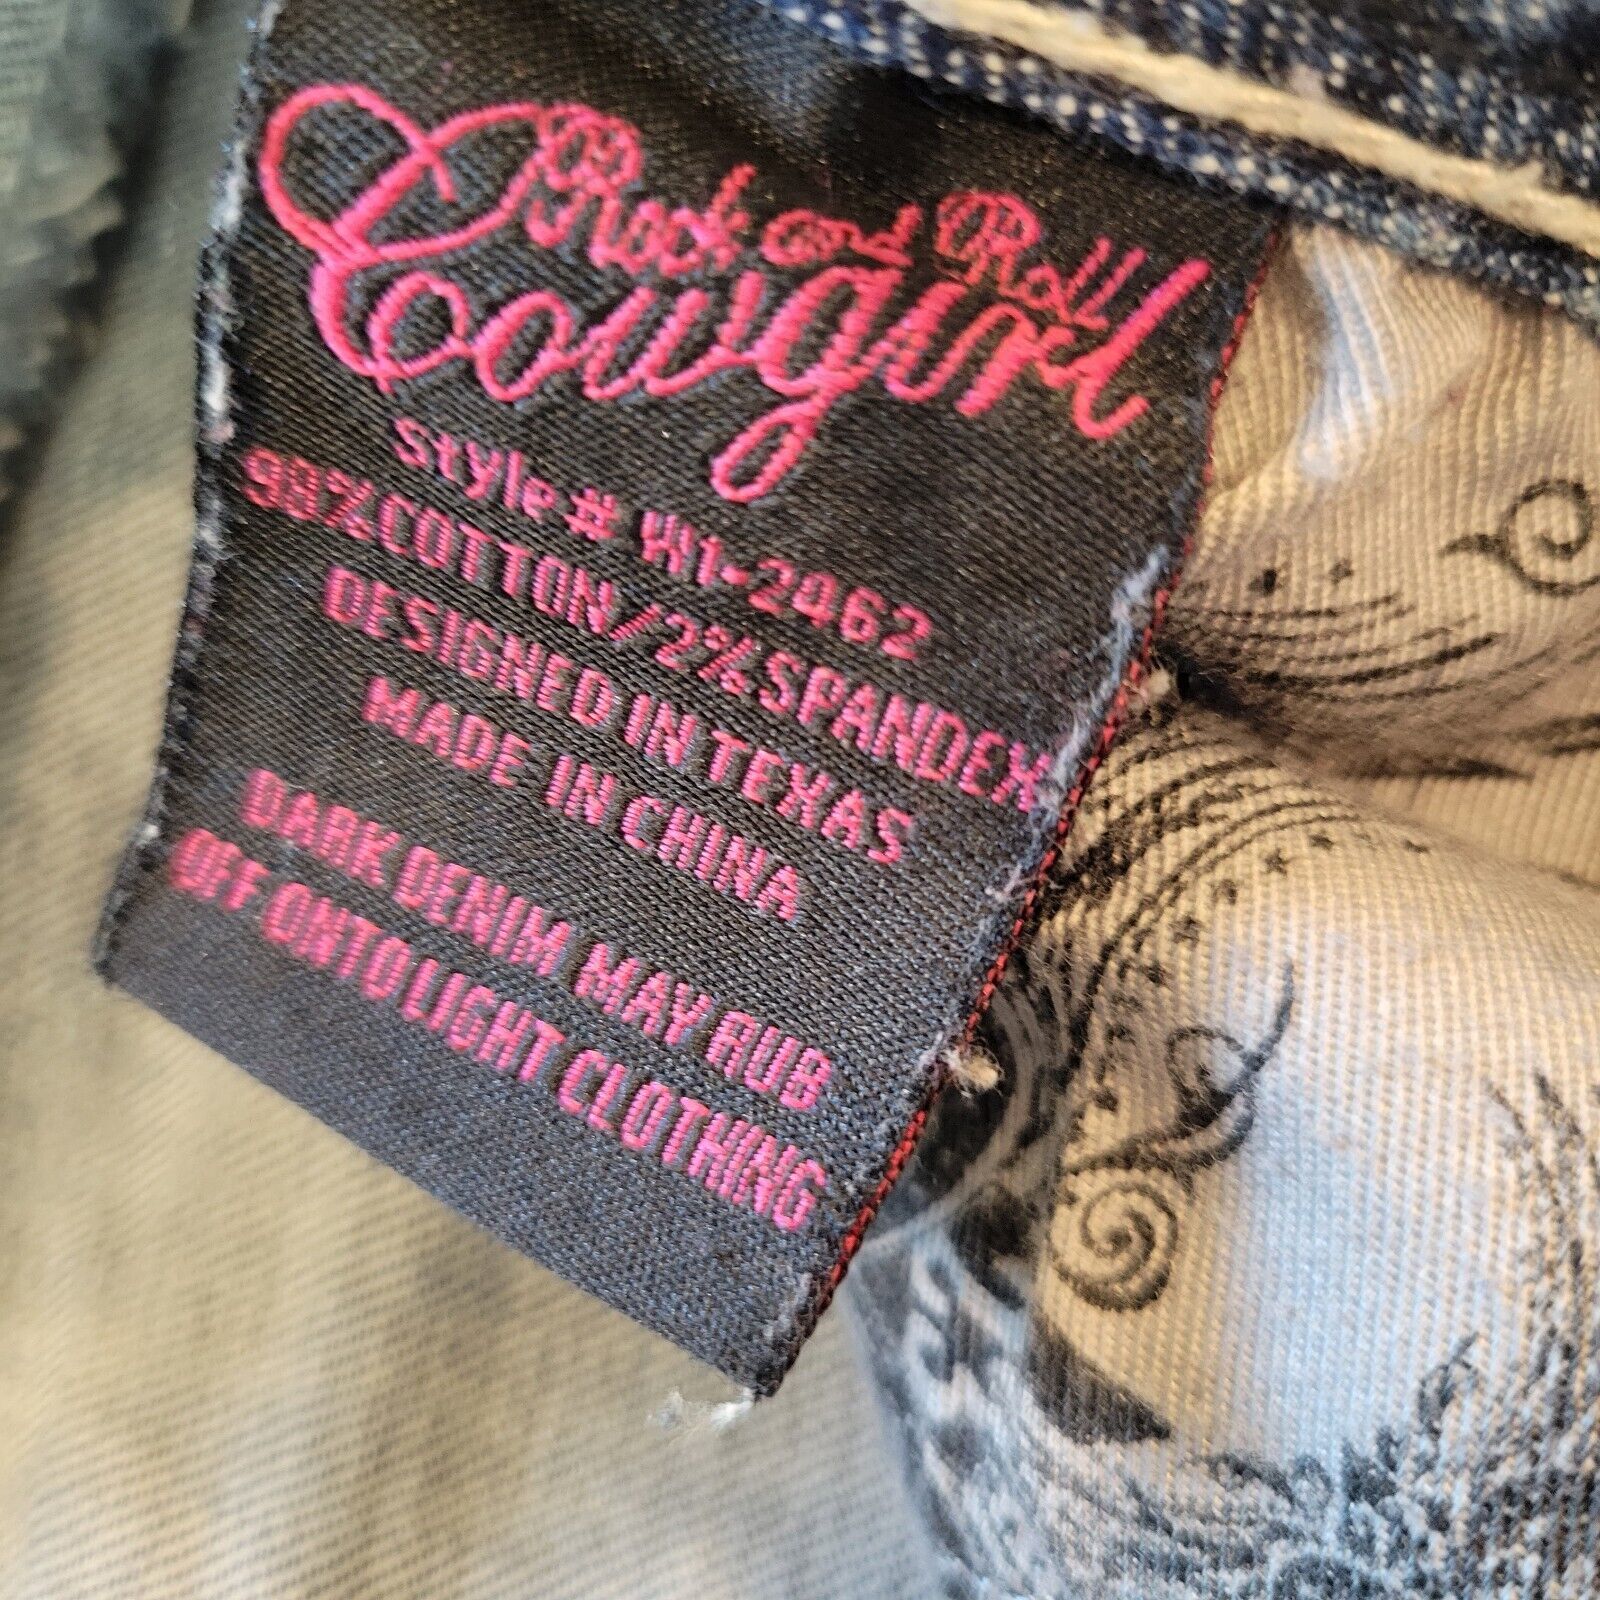 Rock and Roll
Cowgirl
Style# W1-2462
98%COTTON/2%SPANDEX
DESIGNED IN TEXAS
MADE IN CHINA
DARK DENIM MAY RUB
OFF ONTO LIGHT CLOTHING